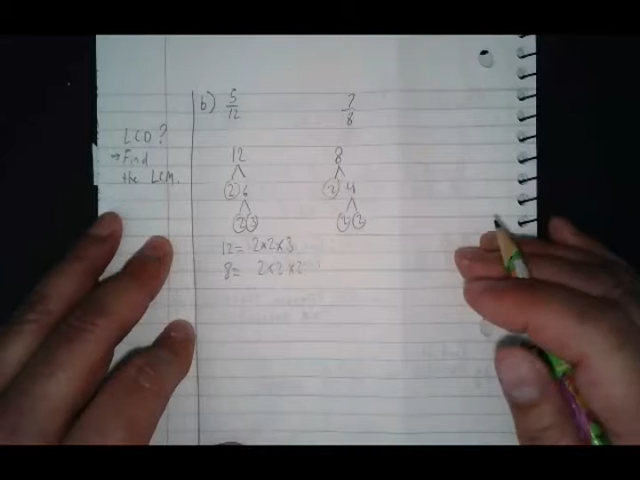 b) 5/12 7/8
LCD?
→ Find
the LCM.
12 8
2 6 2 4
2 3 2 2
12 = 2×2×3
8 = 2×2×2